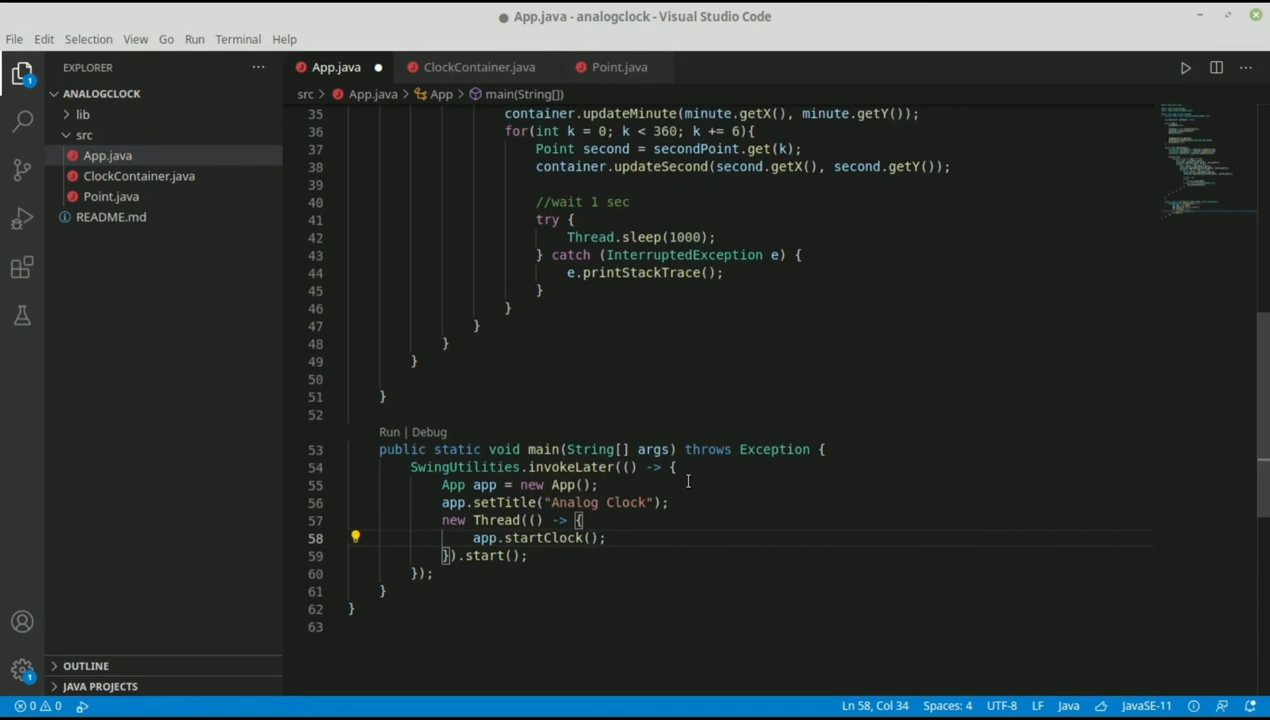 App.java - analogclock - Visual Studio Code
File Edit Selection View Go Run Terminal Help
EXPLORER
App.java
ClockContainer.java
Point.java
ANALOGCLOCK
lib
src
App.java
ClockContainer.java
Point.java
README.md
OUTLINE
JAVA PROJECTS
src > App.java > App > main(String[])
35 container.updateMinute(minute.getX(), minute.getY());
36 for(int k = 0; k < 360; k += 6){
37 Point second = secondPoint.get(k);
38 container.updateSecond(second.getX(), second.getY());
39
40 //wait 1 sec
41 try {
42 Thread.sleep(1000);
43 } catch (InterruptedException e) {
44 e.printStackTrace();
45 }
46 }
47 }
48 }
49 }
50
51 }
52
Run | Debug
53 public static void main(String[] args) throws Exception {
54 SwingUtilities.invokeLater(() -> {
55 App app = new App();
56 app.setTitle("Analog Clock");
57 new Thread(() -> {
58 app.startClock();
59 }).start();
60 });
61 }
62 }
63
1
1
0 0 Ln 58, Col 34 Spaces: 4 UTF-8 LF Java JavaSE-11